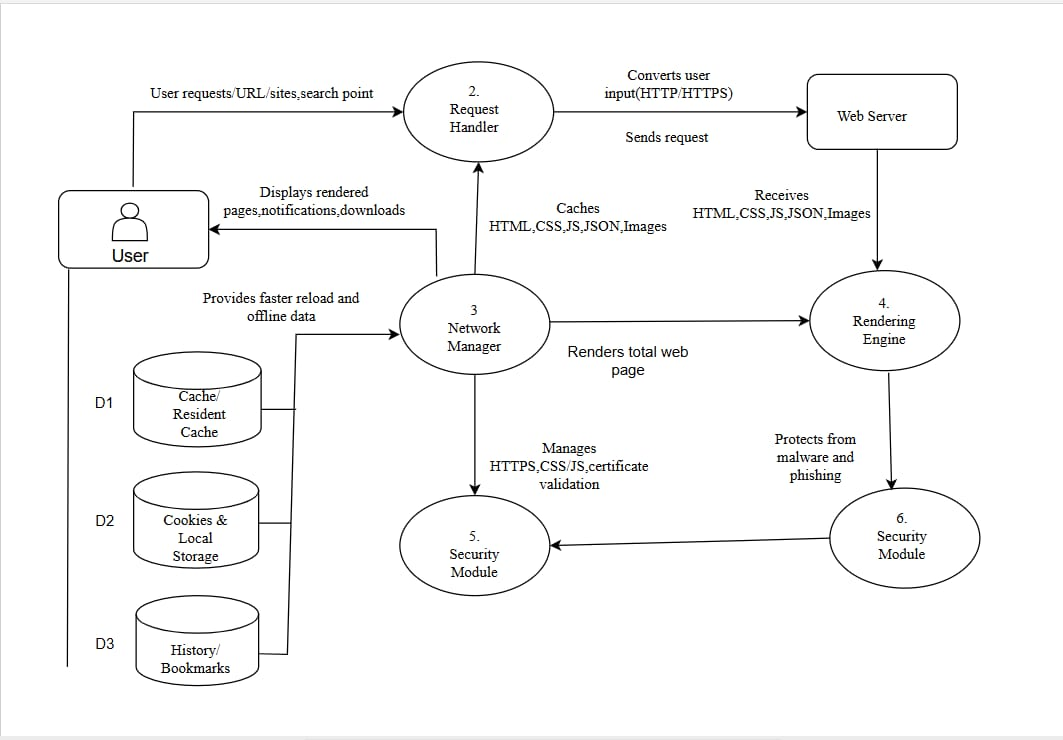 User requests/URL/sites,search point
2.
Request
Handler
Converts user
input(HTTP/HTTPS)
Sends request
Web Server
User
Displays rendered
pages,notifications,downloads
Caches
HTML,CSS,JS,JSON,Images
Receives
HTML,CSS,JS,JSON,Images
Provides faster reload and
offline data
3
Network
Manager
Renders total web
page
4.
Rendering
Engine
D1
Cache/
Resident
Cache
Manages
HTTPS,CSS/JS,certificate
validation
Protects from
malware and
phishing
D2
Cookies &
Local
Storage
5.
Security
Module
6.
Security
Module
D3
History/
Bookmarks